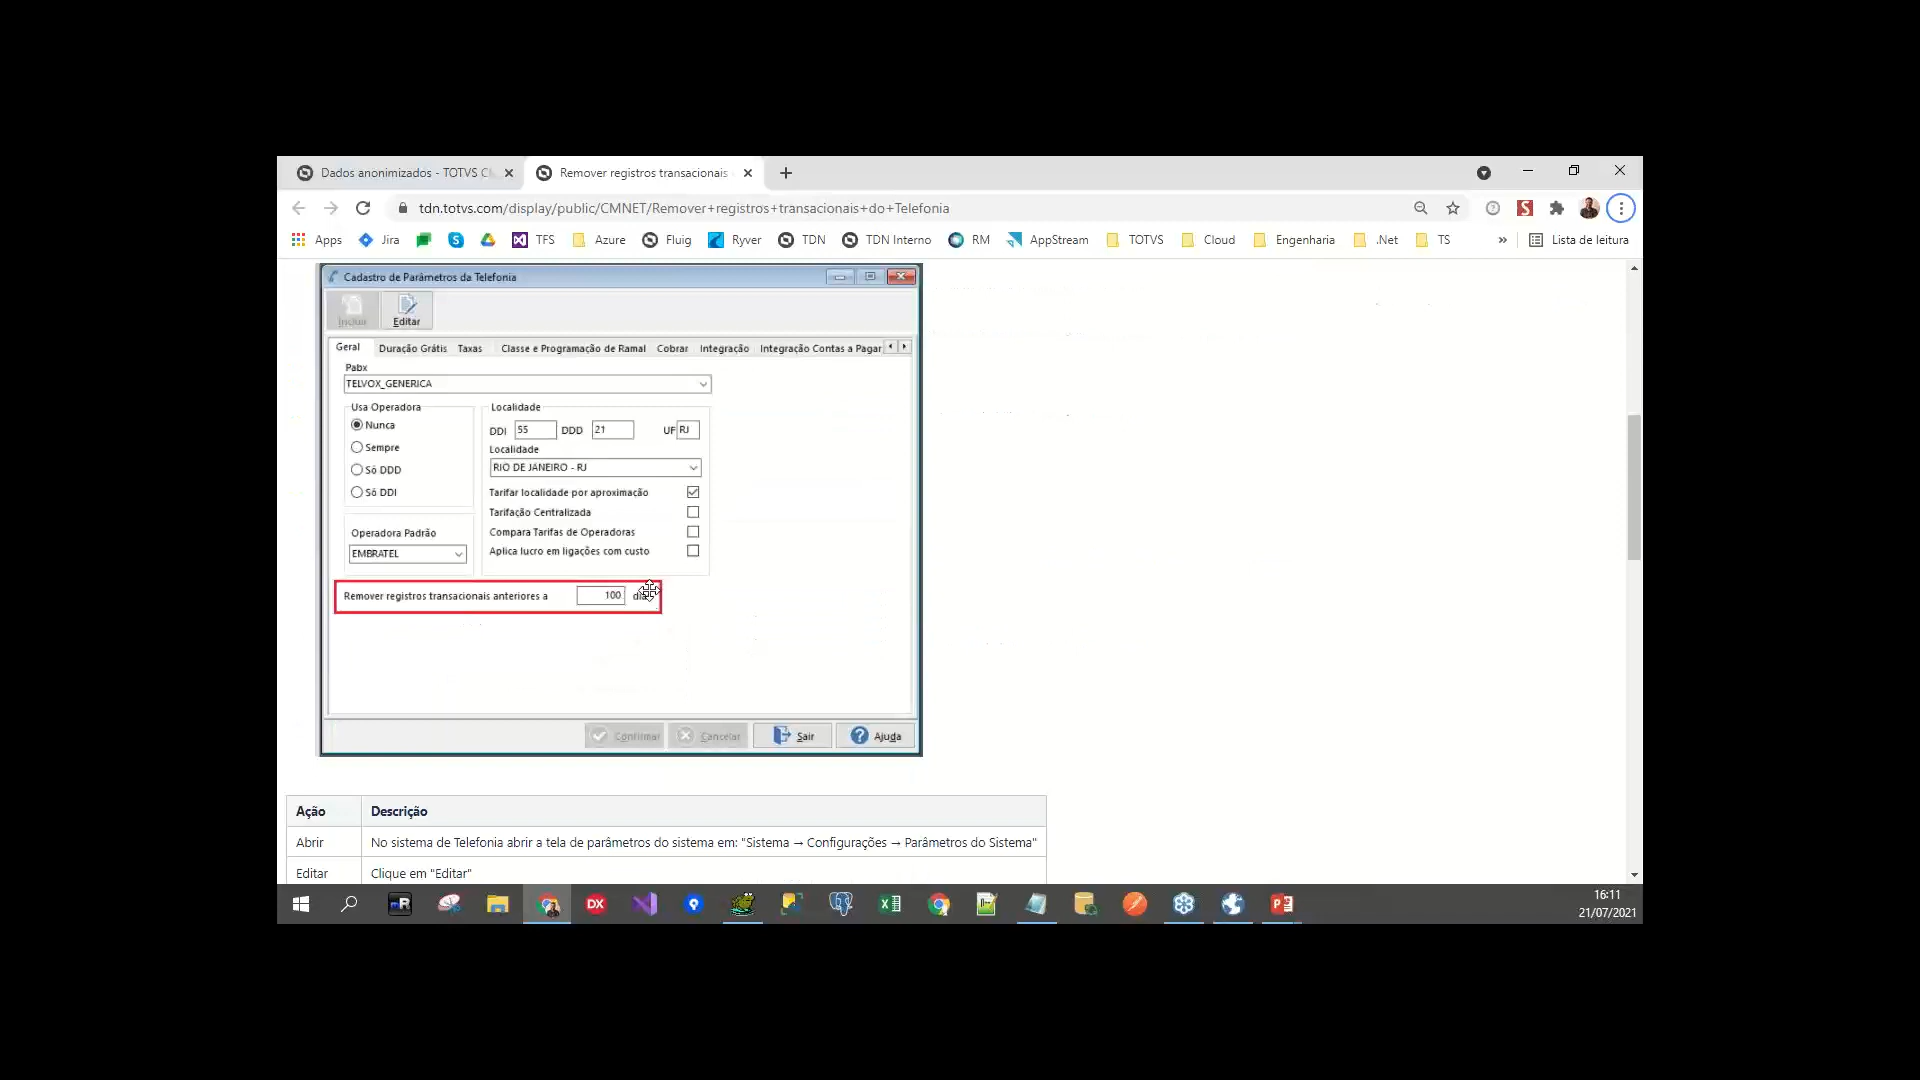 Dados anonimizados - TOTVS C
Remover registros transacionais
tdn.totvs.com/display/public/CMNET/Remover+registros+transacionais+do+Telefonia
Apps
Jira
TFS
Azure
Fluig
Ryver
TDN
TDN Interno
RM
AppStream
TOTVS
Cloud
Engenharia
.Net
TS
»
Lista de leitura
Cadastro de Parâmetros da Telefonia
Incluir
Editar
Geral
Duração Grátis
Taxas
Classe e Programação de Ramal
Cobrar
Integração
Integração Contas a Pagar
Pabx
TELVOX_GENERICA
Usa Operadora
Nunca
Sempre
Só DDD
Só DDI
Operadora Padrão
EMBRATEL
Localidade
DDI 55 DDD 21 UF RJ
Localidade
RIO DE JANEIRO - RJ
Tarifar localidade por aproximação
Tarifação Centralizada
Compara Tarifas de Operadoras
Aplica lucro em ligações com custo
Remover registros transacionais anteriores a 100
Confirmar
Cancelar
Sair
Ajuda
Ação Descrição
Abrir No sistema de Telefonia abrir a tela de parâmetros do sistema em: "Sistema → Configurações → Parâmetros do Sistema"
Editar Clique em "Editar"
16:11
21/07/2021